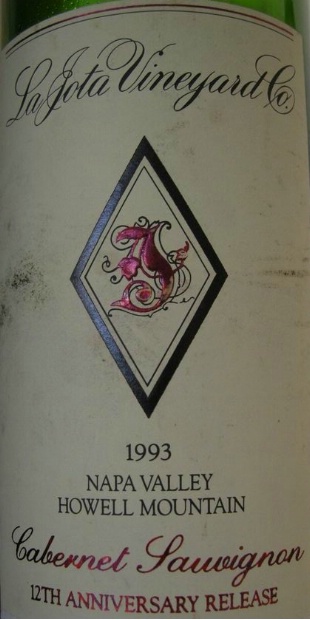 La Jota Vineyard Co.
J
1993
NAPA VALLEY
HOWELL MOUNTAIN
Cabernet Sauvignon
12TH ANNIVERSARY RELEASE